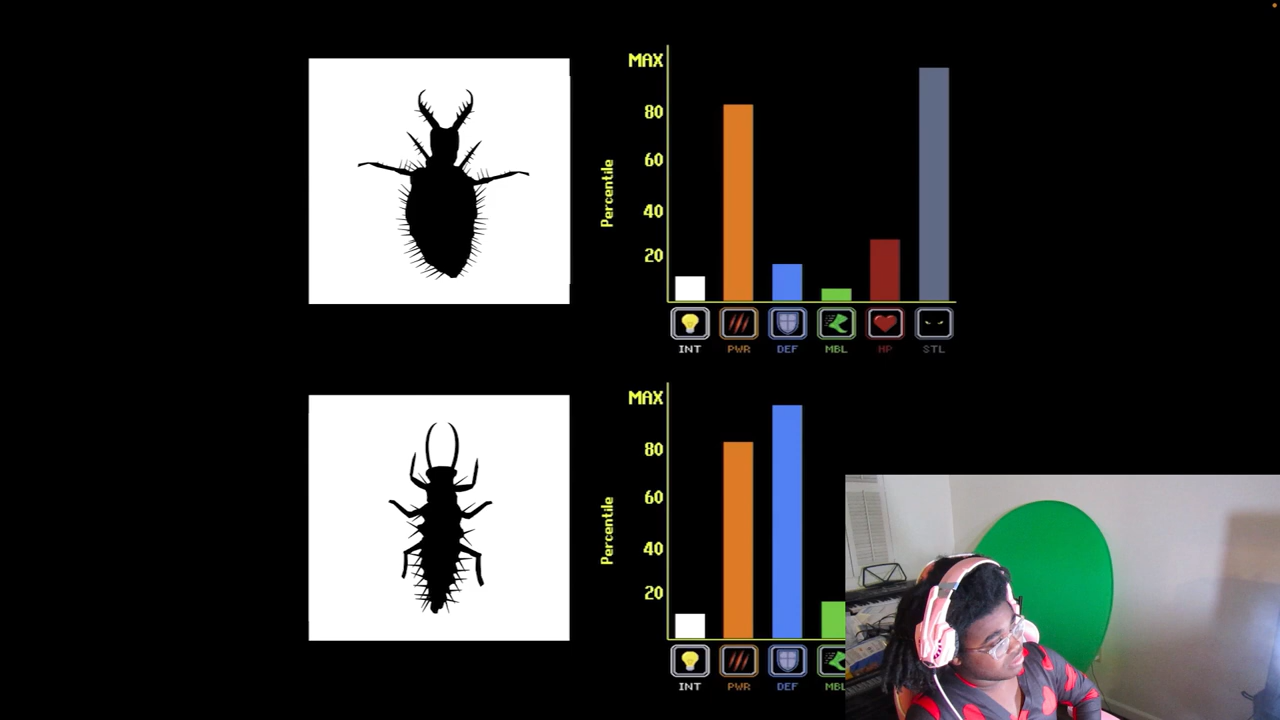 MAX
80
60
40
20
Percentile
INT PWR DEF MBL HP STL
MAX
80
60
40
20
Percentile
INT PWR DEF MBL